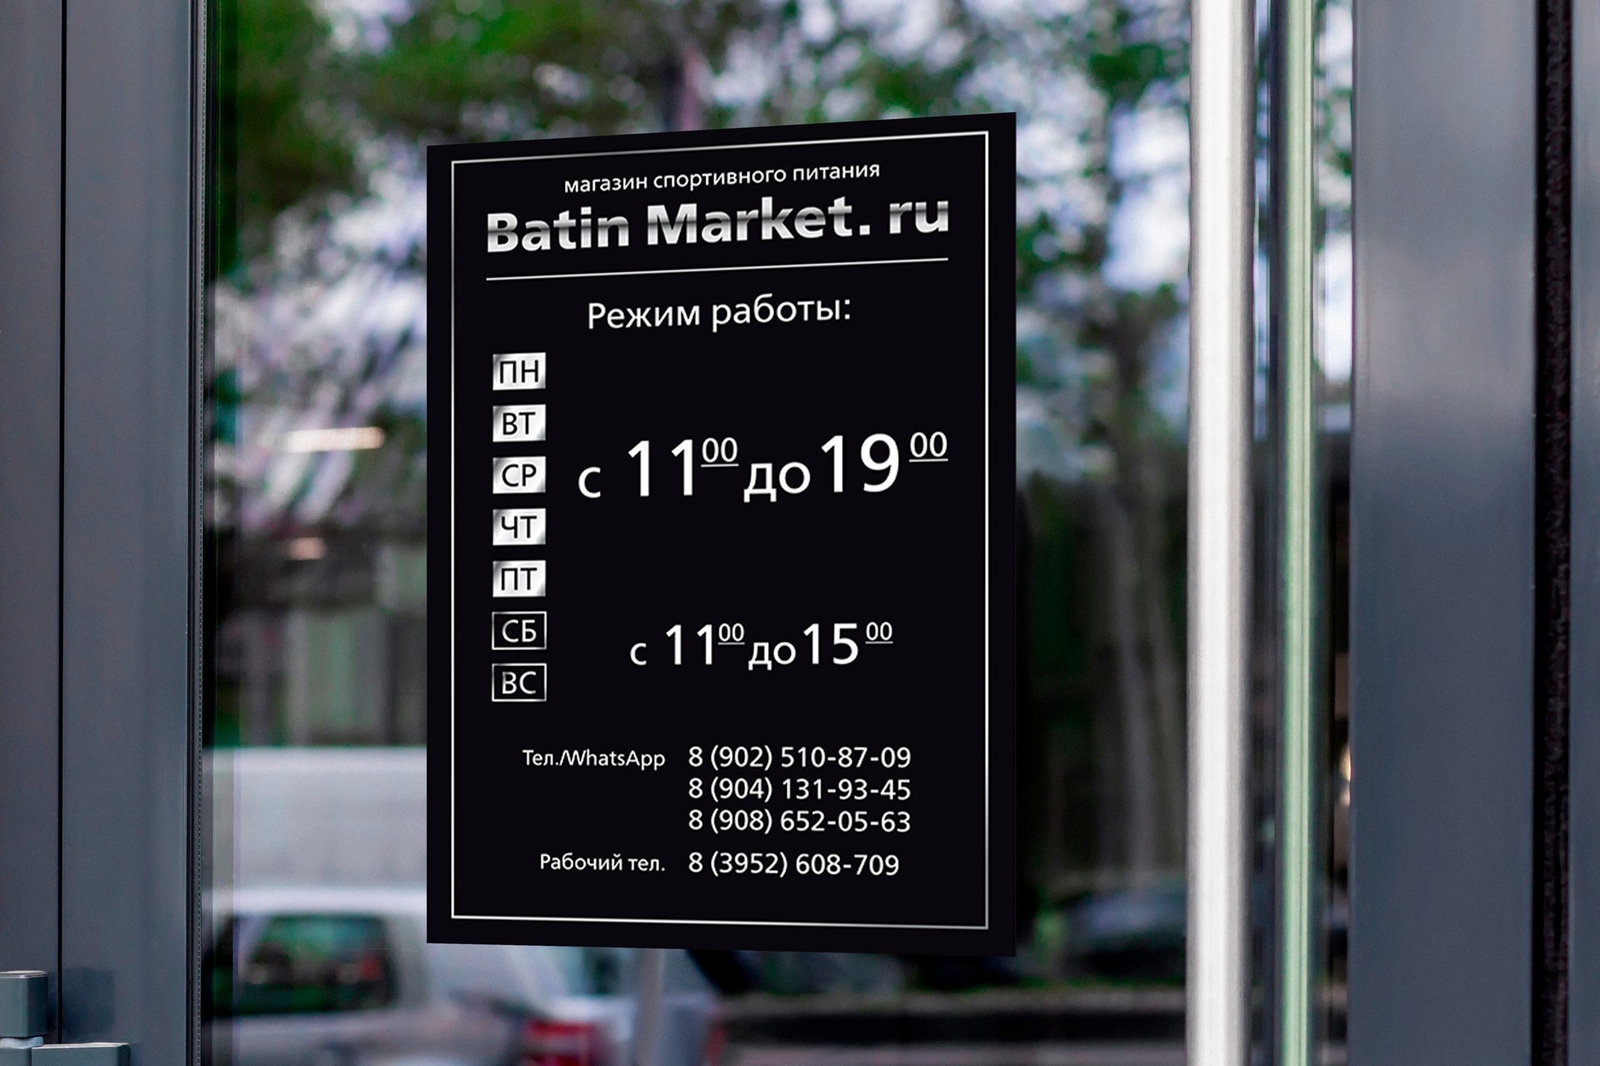 магазин спортивного питания
Batin Market. ru
Режим работы:
ПН
ВТ
СР
ЧТ
ПТ
с 11 00 до 19 00
СБ
ВС
с 11 00 до 15 00
Тел./WhatsApp 8 (902) 510-87-09
8 (904) 131-93-45
8 (908) 652-05-63
Рабочий тел. 8 (3952) 608-709